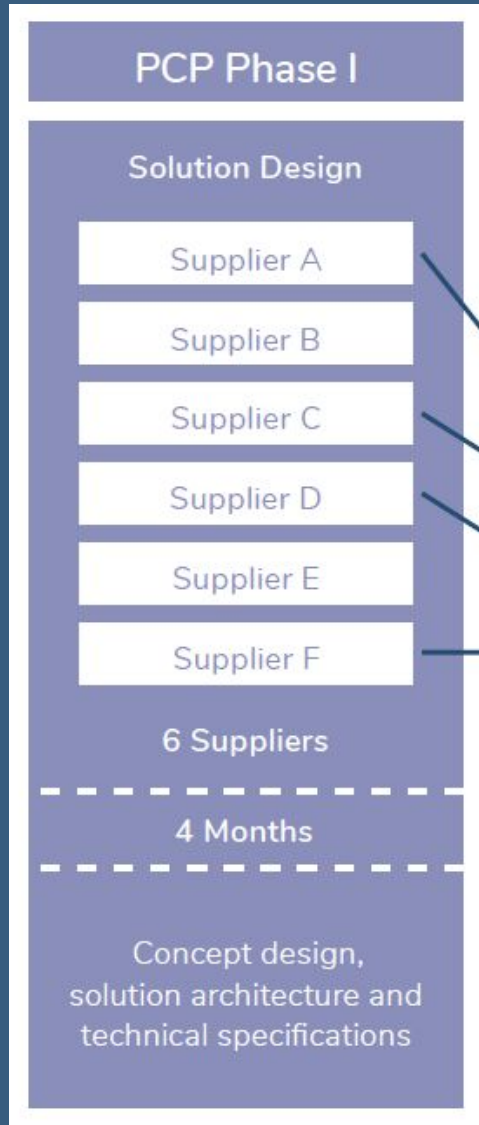 PCP Phase I
Solution Design
Supplier A
Supplier B
Supplier C
Supplier D
Supplier E
Supplier F
6 Suppliers
4 Months
Concept design,
solution architecture and
technical specifications